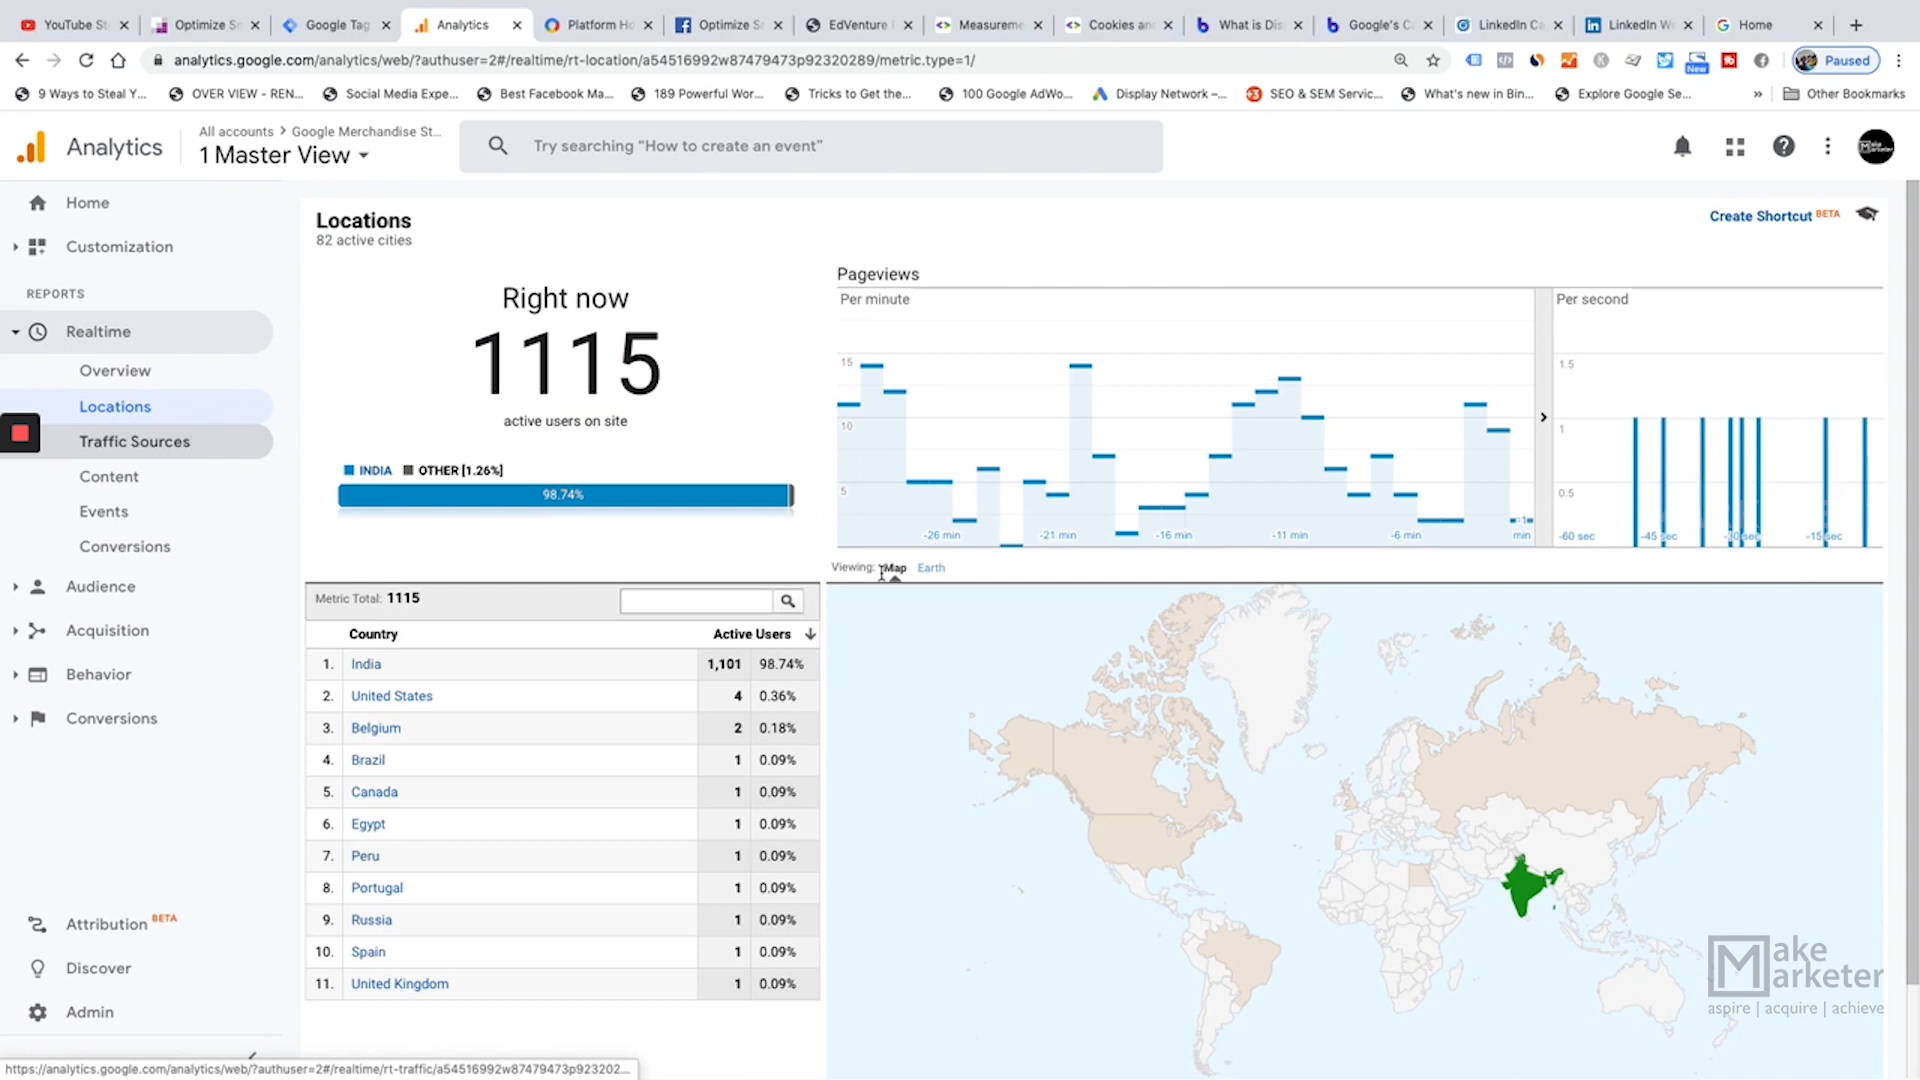 YouTube St
Optimize Sm
Google Tag
Analytics
Platform Ho
Optimize Se
EdVenture
Measureme
Cookies an
What is Dis
Google's C
LinkedIn Ca
LinkedIn We
Home
analytics.google.com/analytics/web/?authuser=2#/realtime/rt-location/a54516992w87479473p92320289/metric.type=1/
New
Paused
9 Ways to Steal Y...
OVER VIEW - REN...
Social Media Expe...
Best Facebook Ma...
189 Powerful Wor...
Tricks to Get the...
100 Google AdWo...
Display Network –...
SEO & SEM Servic...
What's new in Bin...
Explore Google Se...
»
Other Bookmarks
Analytics
All accounts > Google Merchandise St...
1 Master View
Try searching “How to create an event”
Home
Customization
REPORTS
Realtime
Overview
Locations
Traffic Sources
Content
Events
Conversions
Audience
Acquisition
Behavior
Conversions
Attribution BETA
Discover
Admin
Locations
82 active cities
Create Shortcut BETA
Right now
1115
active users on site
INDIA OTHER [1.26%]
98.74%
Pageviews
Per minute
15
10
5
-26 min
-21 min
-16 min
-11 min
-6 min
-1
min
Per second
1.5
1
0.5
-60 sec
-45 sec
-30 sec
-15 sec
Viewing: Map Earth
Metric Total: 1115
Country Active Users
1. India 1,101 98.74%
2. United States 4 0.36%
3. Belgium 2 0.18%
4. Brazil 1 0.09%
5. Canada 1 0.09%
6. Egypt 1 0.09%
7. Peru 1 0.09%
8. Portugal 1 0.09%
9. Russia 1 0.09%
10. Spain 1 0.09%
11. United Kingdom 1 0.09%
Make
Marketer
aspire | acquire | achieve
https://analytics.google.com/analytics/web/?authuser=2#/realtime/rt-traffic/a54516992w87479473p923202...